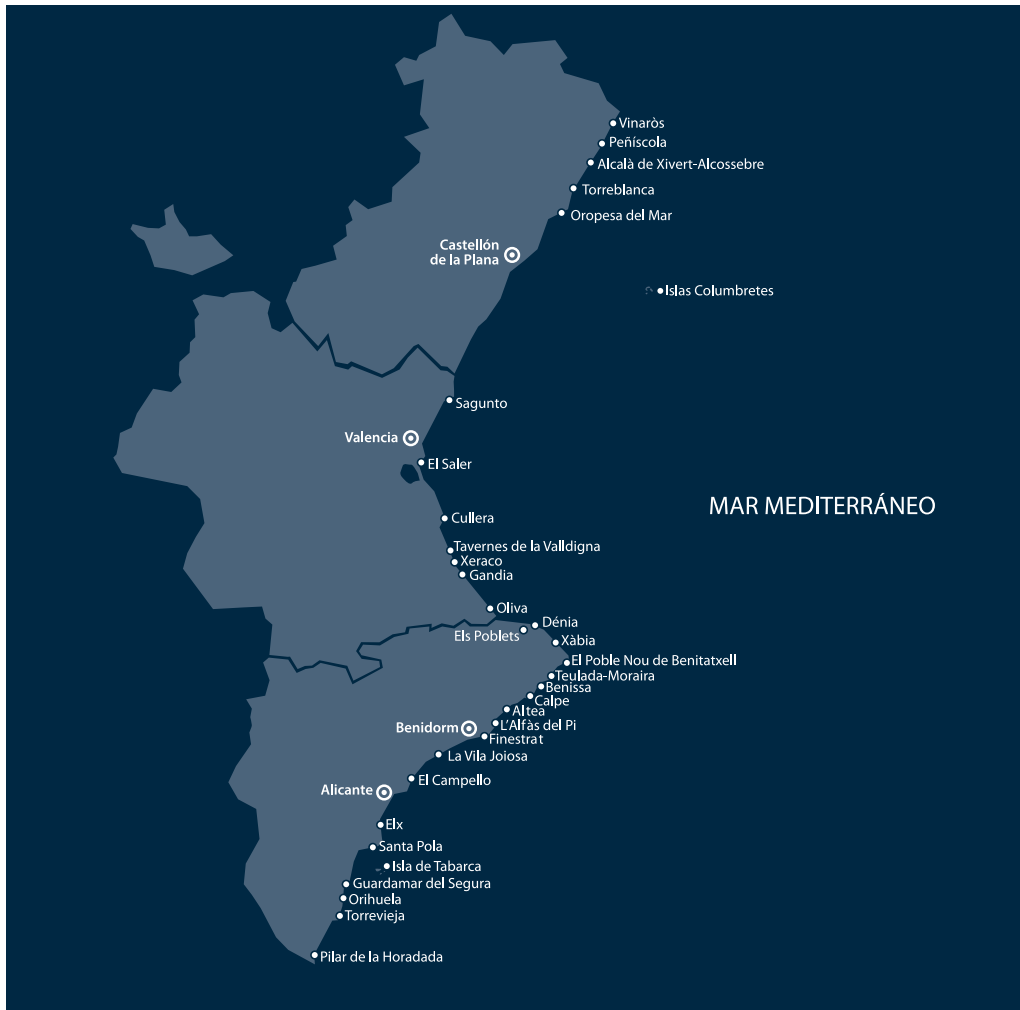 Vinaròs
Peñíscola
Alcalà de Xivert-Alcossebre
Torreblanca
Oropesa del Mar
Castellón
de la Plana
Islas Columbretes
Sagunto
Valencia
El Saler
MAR MEDITERRÁNEO
Cullera
Tavernes de la Valldigna
Xeraco
Gandia
Oliva
Dénia
Els Poblets
Xàbia
El Poble Nou de Benitatxell
Teulada-Moraira
Benissa
Calpe
Altea
L'Alfàs del Pi
Benidorm
Finestrat
La Vila Joiosa
El Campello
Alicante
Elx
Santa Pola
Isla de Tabarca
Guardamar del Segura
Orihuela
Torrevieja
Pilar de la Horadada